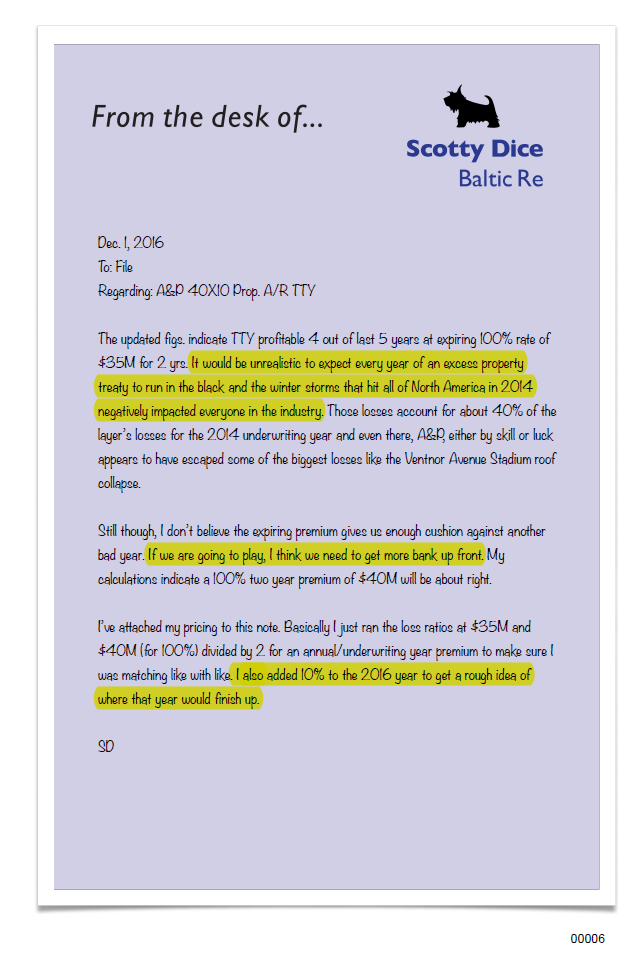 From the desk of...
Scotty Dice
Baltic Re
Dec. 1, 2016
To: File
Regarding: A&P 40X10 Prop. A/R TTY
The updated figs. indicate TTY profitable 4 out of last 5 years at expiring 100% rate of
$35M for 2 yrs. It would be unrealistic to expect every year of an excess property
treaty to run in the black and the winter storms that hit all of North America in 2014
negatively impacted everyone in the industry. Those losses account for about 40% of the
layer's losses for the 2014 underwriting year and even there, A&P, either by skill or luck
appears to have escaped some of the biggest losses like the Ventnor Avenue Stadium roof
collapse.
Still though, I don't believe the expiring premium gives us enough cushion against another
bad year. If we are going to play, I think we need to get more bank up front. My
calculations indicate a 100% two year premium of $40M will be about right.
I've attached my pricing to this note. Basically I just ran the loss ratios at $35M and
$40M (for 100%) divided by 2 for an annual/underwriting year premium to make sure I
was matching like with like. I also added 10% to the 2016 year to get a rough idea of
where that year would finish up.
SD
00006